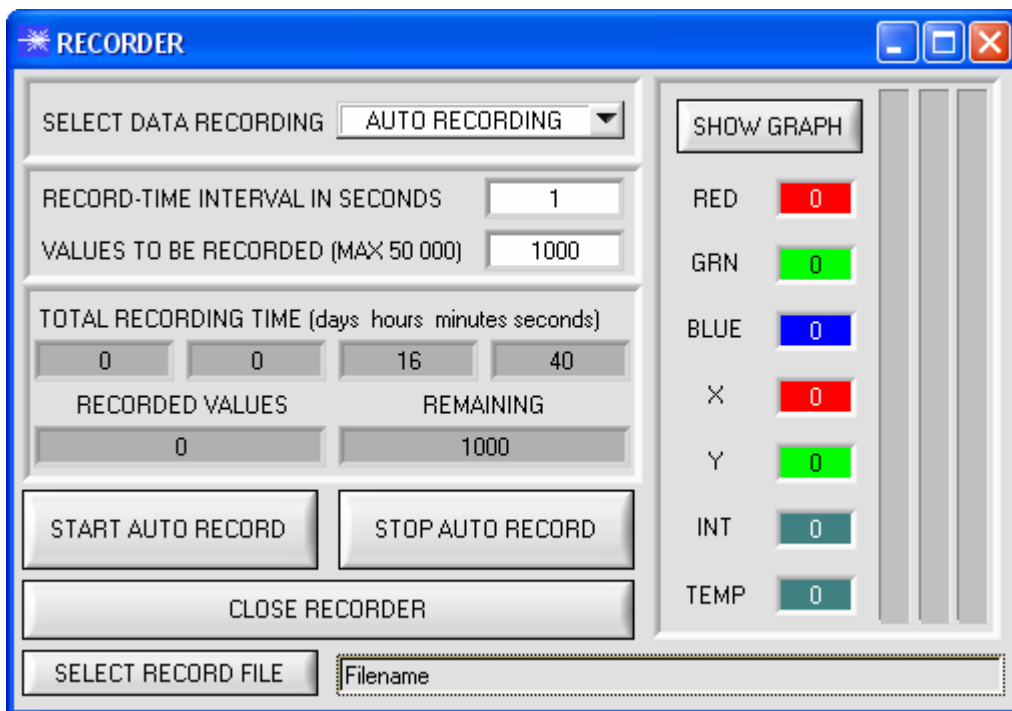 RECORDER
SELECT DATA RECORDING AUTO RECORDING
RECORD-TIME INTERVAL IN SECONDS 1
VALUES TO BE RECORDED (MAX 50 000) 1000
TOTAL RECORDING TIME (days hours minutes seconds)
0 0 16 40
RECORDED VALUES REMAINING
0 1000
START AUTO RECORD STOP AUTO RECORD
CLOSE RECORDER
SELECT RECORD FILE Filename
SHOW GRAPH
RED 0
GRN 0
BLUE 0
X 0
Y 0
INT 0
TEMP 0